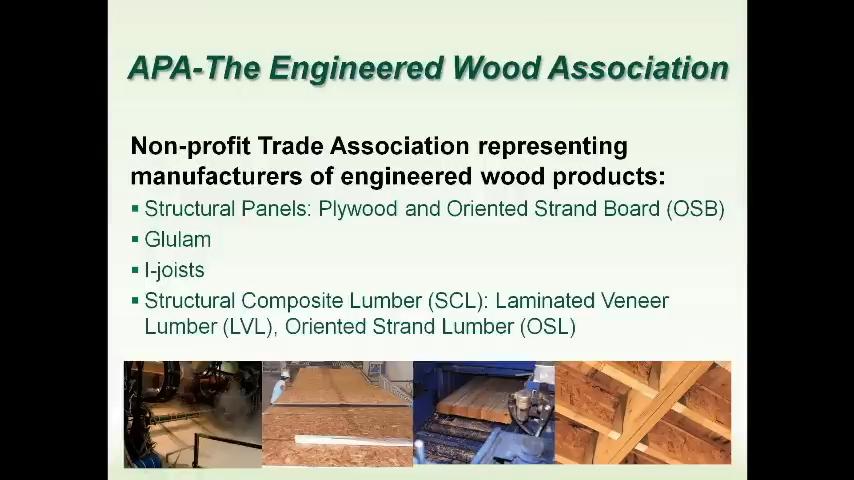 APA-The Engineered Wood Association
Non-profit Trade Association representing
manufacturers of engineered wood products:
▪ Structural Panels: Plywood and Oriented Strand Board (OSB)
▪ Glulam
▪ I-joists
▪ Structural Composite Lumber (SCL): Laminated Veneer
Lumber (LVL), Oriented Strand Lumber (OSL)